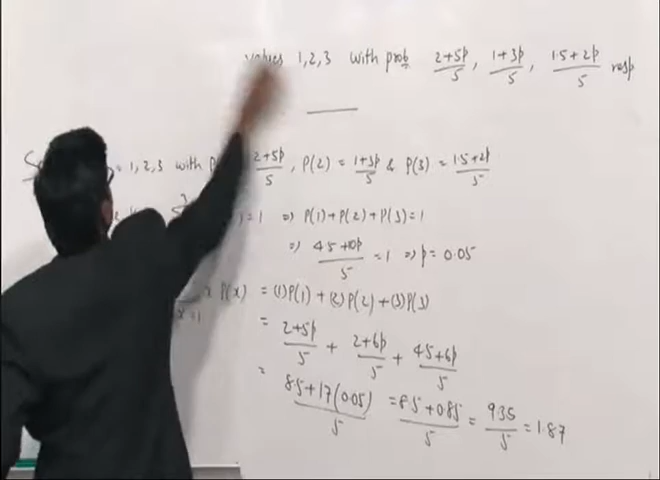 values 1,2,3 with prob 2+5p/5, 1+3p/5, 1.5+2p/5 resp
= 1,2,3 with 2+5p/5, P(2) = 1+3p/5 & P(3) = 1.5+2p/5
= 1 ⇒ P(1)+P(2)+P(3)=1
⇒ 4.5+10p/5 = 1 ⇒ p = 0.05
x P(x) = (1)P(1) + (2)P(2) + (3)P(3)
x=1
= 2+5p/5 + 2+6p/5 + 4.5+6p/5
= 8.5+17(0.05)/5 = 8.5+0.85/5 = 9.35/5 = 1.87